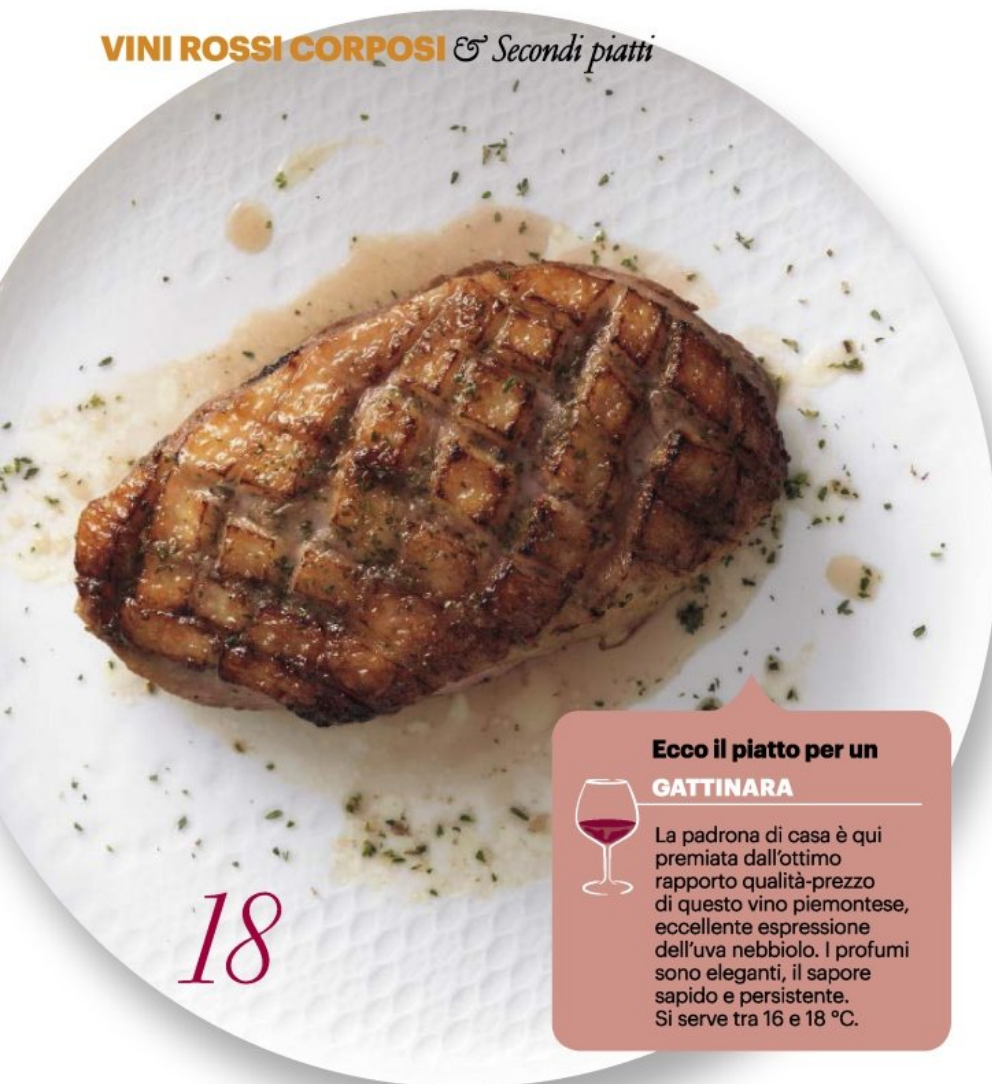 VINI ROSSI CORPOSI & Secondi piatti
Ecco il piatto per un
GATTINARA
La padrona di casa è qui
premiata dall'ottimo
rapporto qualità-prezzo
di questo vino piemontese,
eccellente espressione
dell'uva nebbiolo. I profumi
sono eleganti, il sapore
sapido e persistente.
Si serve tra 16 e 18 °C.
18